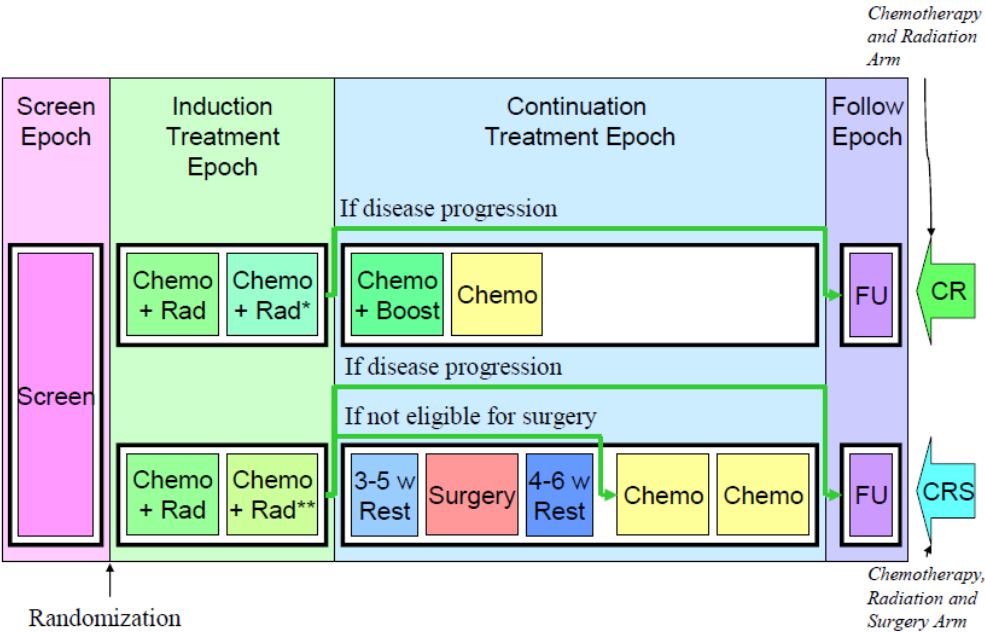 Chemotherapy
and Radiation
Arm
Screen
Epoch
Induction
Treatment
Epoch
Continuation
Treatment Epoch
Follow
Epoch
If disease progression
Chemo
+ Rad
Chemo
+ Rad*
Chemo
+ Boost
Chemo
FU
CR
If disease progression
Screen
If not eligible for surgery
Chemo
+ Rad
Chemo
+ Rad**
3-5 w
Rest
Surgery
4-6 w
Rest
Chemo
Chemo
FU
CRS
Chemotherapy,
Radiation and
Surgery Arm
Randomization